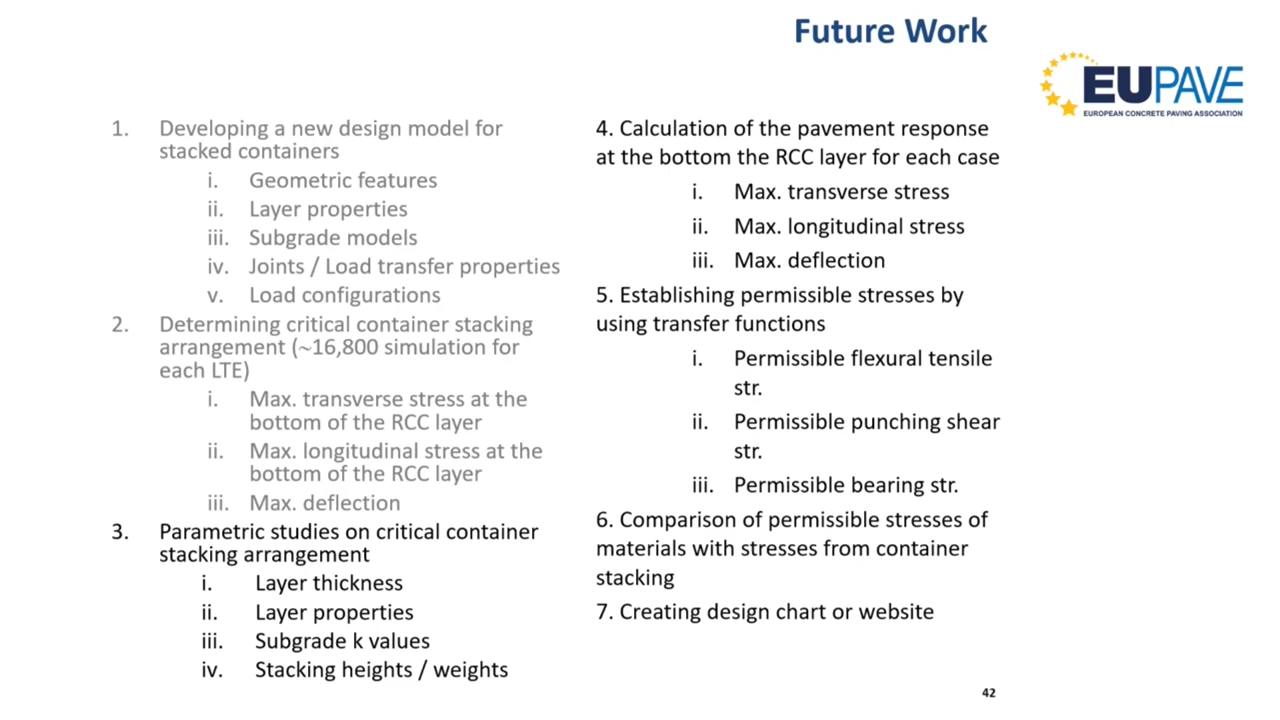 Future Work
EUPAVE
EUROPEAN CONCRETE PAVING ASSOCIATION
1. Developing a new design model for
stacked containers
i. Geometric features
ii. Layer properties
iii. Subgrade models
iv. Joints / Load transfer properties
v. Load configurations
2. Determining critical container stacking
arrangement (~16,800 simulation for
each LTE)
i. Max. transverse stress at the
bottom of the RCC layer
ii. Max. longitudinal stress at the
bottom of the RCC layer
iii. Max. deflection
3. Parametric studies on critical container
stacking arrangement
i. Layer thickness
ii. Layer properties
iii. Subgrade k values
iv. Stacking heights / weights
4. Calculation of the pavement response
at the bottom the RCC layer for each case
i. Max. transverse stress
ii. Max. longitudinal stress
iii. Max. deflection
5. Establishing permissible stresses by
using transfer functions
i. Permissible flexural tensile
str.
ii. Permissible punching shear
str.
iii. Permissible bearing str.
6. Comparison of permissible stresses of
materials with stresses from container
stacking
7. Creating design chart or website
42